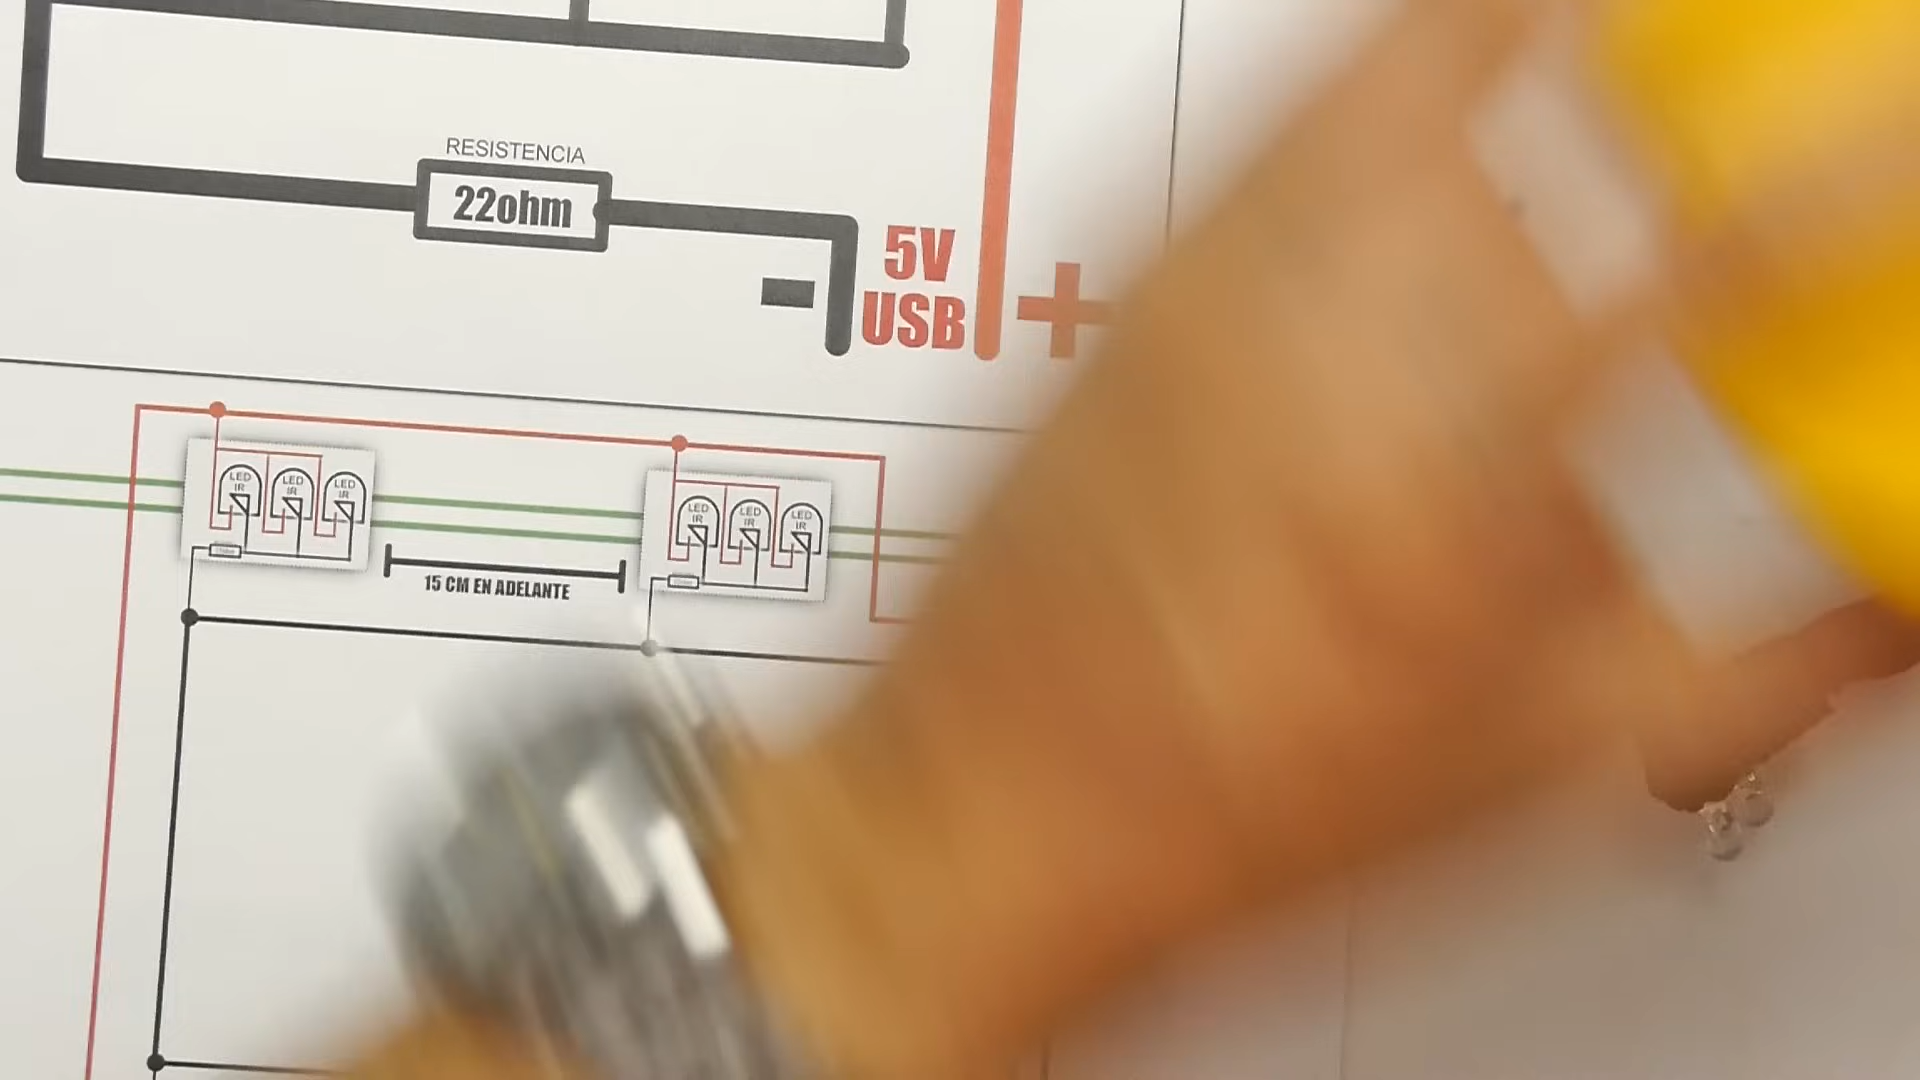 RESISTENCIA
22ohm
5V
USB
- +
LED
IR
LED
IR
LED
IR
LED
IR
LED
IR
LED
IR
15 CM EN ADELANTE